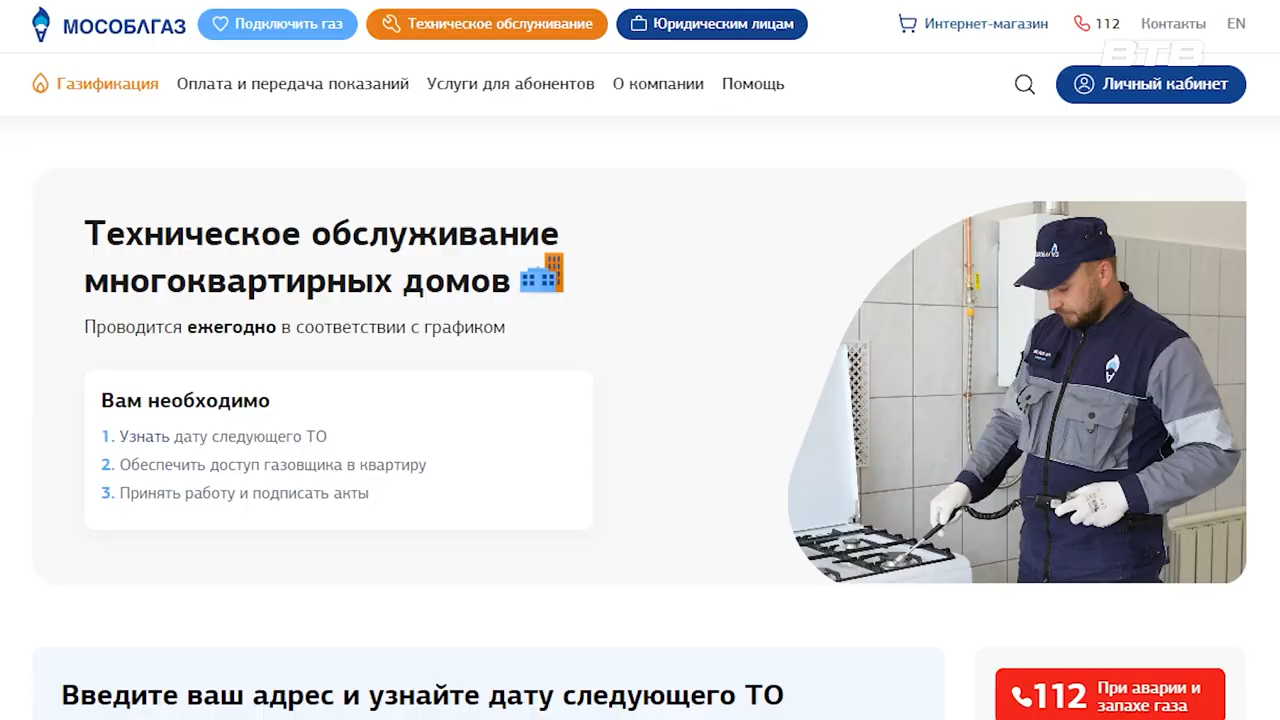 МОСОБЛГАЗ
Подключить газ
Техническое обслуживание
Юридическим лицам
Интернет-магазин
112
Контакты
EN
ВТВ
Газификация
Оплата и передача показаний
Услуги для абонентов
О компании
Помощь
Личный кабинет
Техническое обслуживание
многоквартирных домов
Проводится ежегодно в соответствии с графиком
Вам необходимо
1. Узнать дату следующего ТО
2. Обеспечить доступ газовщика в квартиру
3. Принять работу и подписать акты
Введите ваш адрес и узнайте дату следующего ТО
112
При аварии и
запахе газа